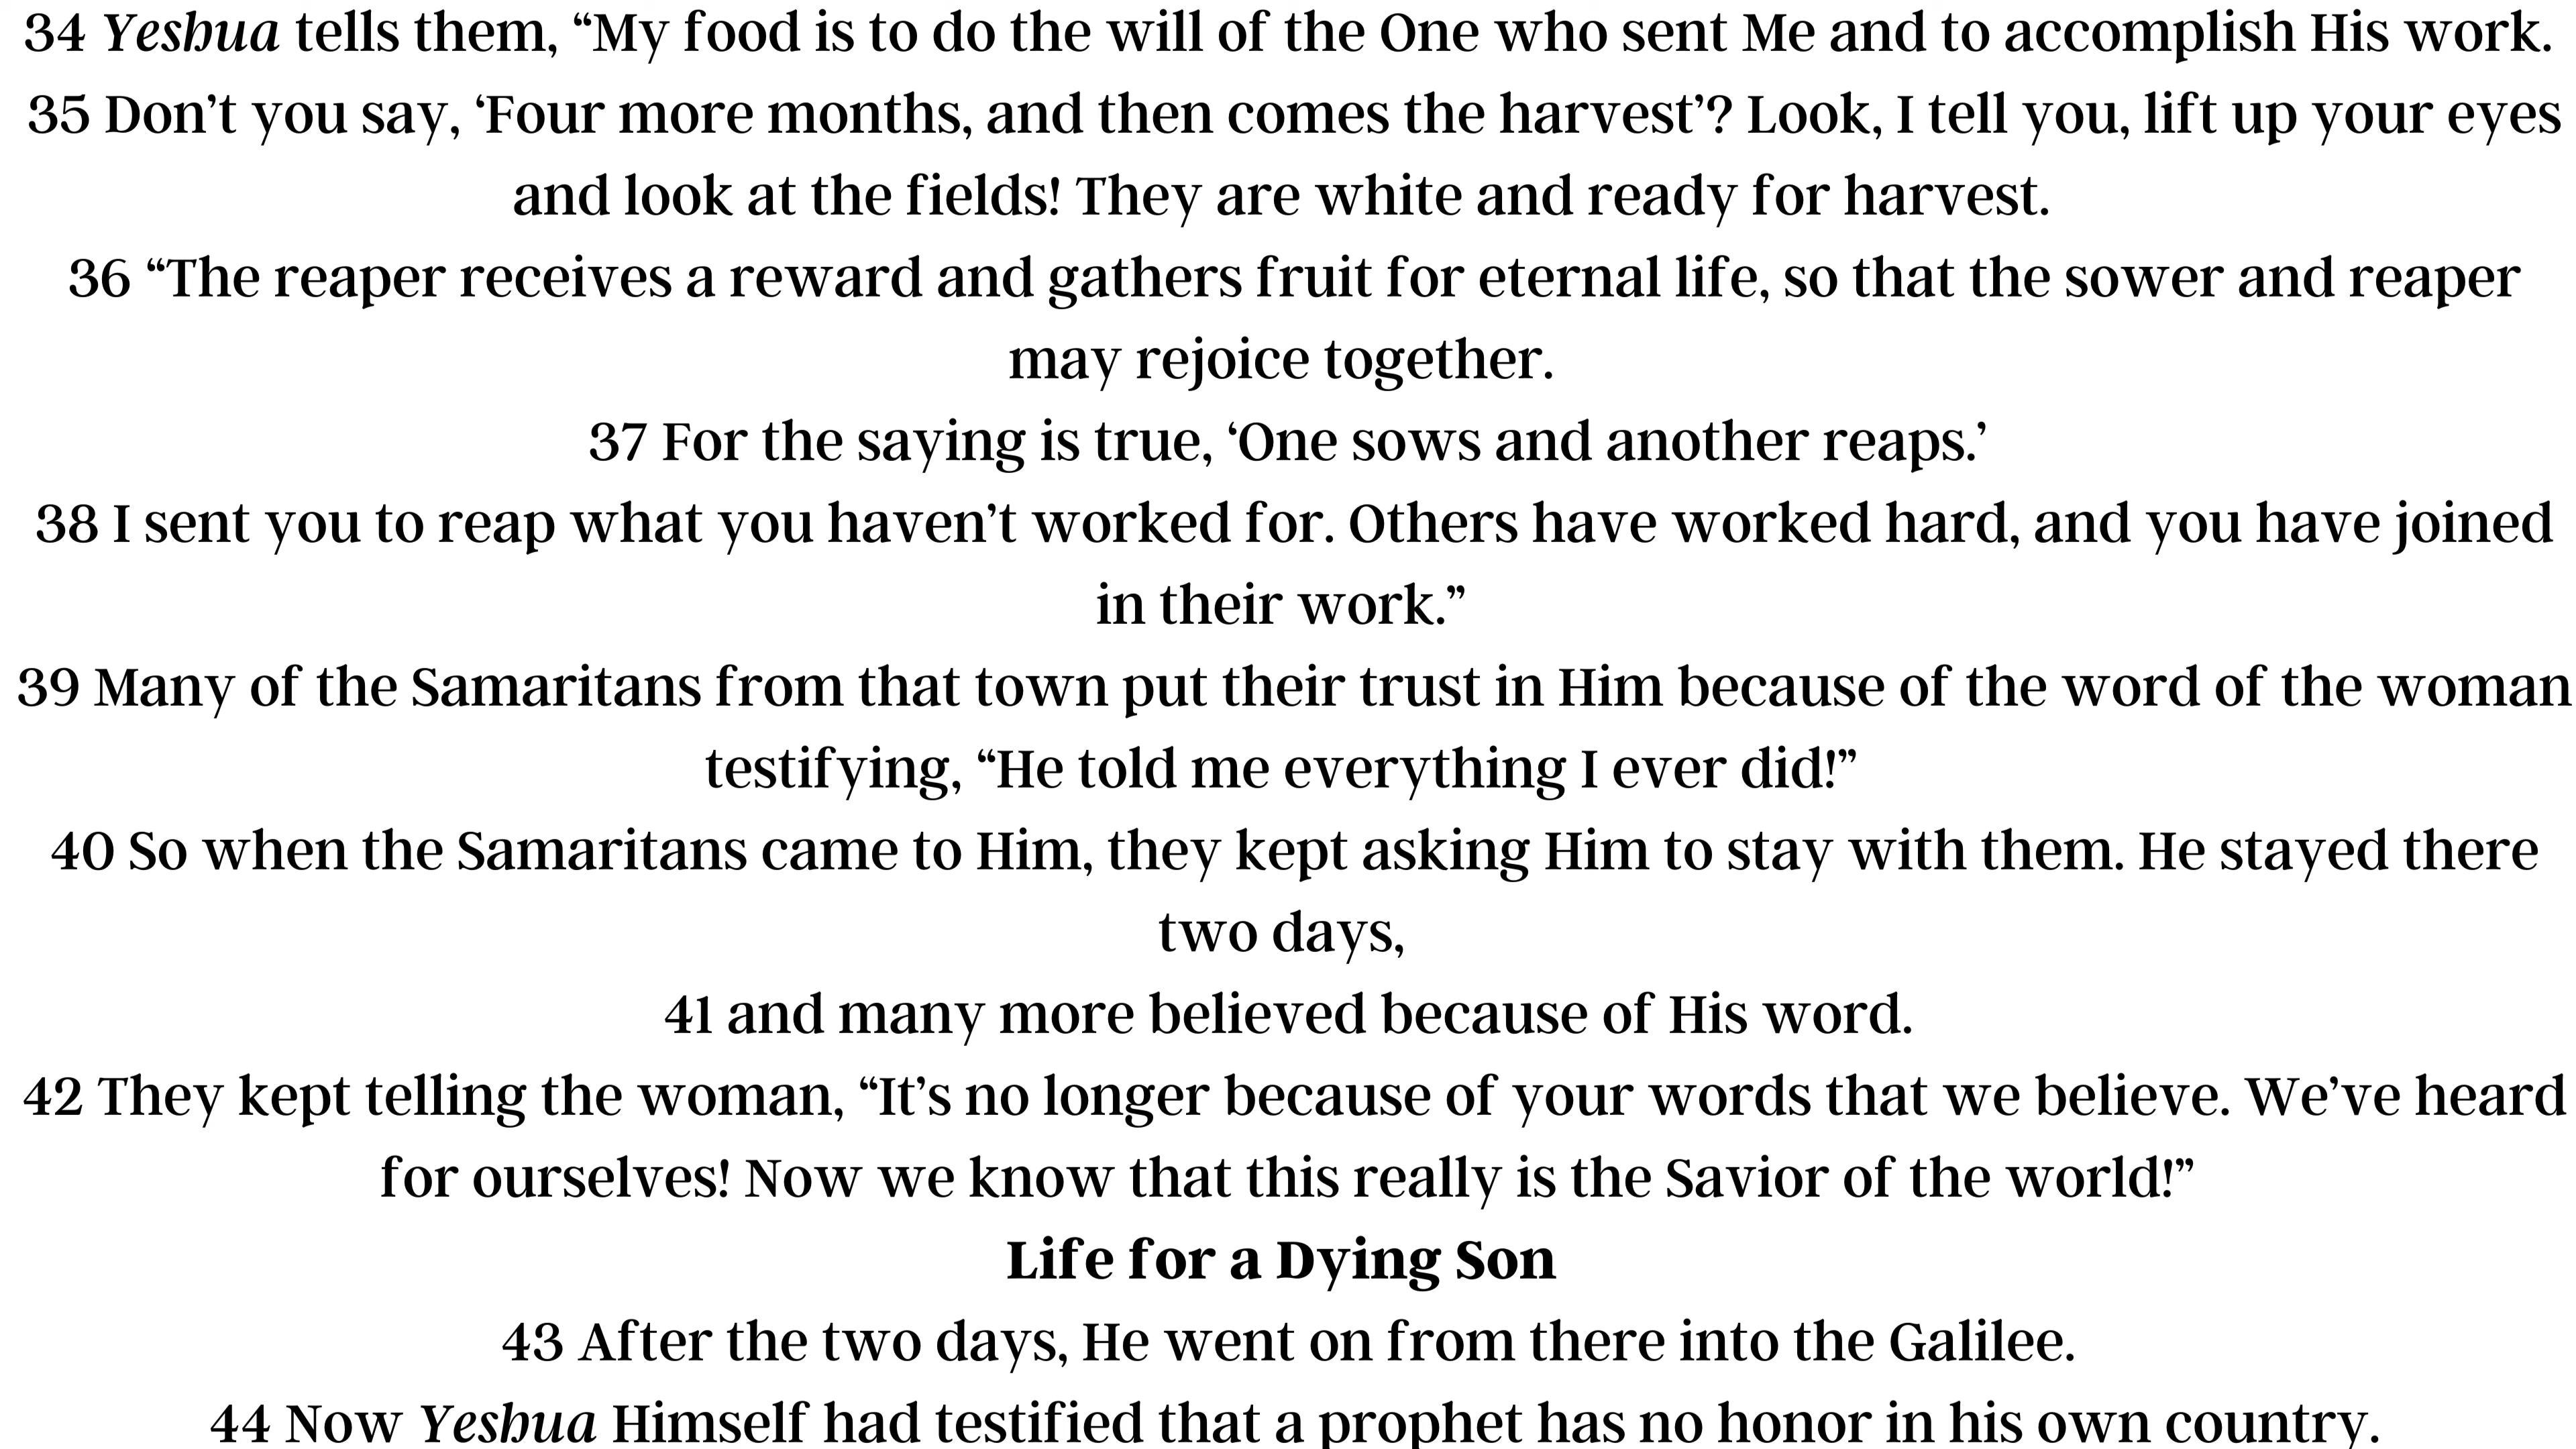 34 Yeshua tells them, “My food is to do the will of the One who sent Me and to accomplish His work.
35 Don’t you say, ‘Four more months, and then comes the harvest’? Look, I tell you, lift up your eyes
and look at the fields! They are white and ready for harvest.
36 “The reaper receives a reward and gathers fruit for eternal life, so that the sower and reaper
may rejoice together.
37 For the saying is true, ‘One sows and another reaps.’
38 I sent you to reap what you haven’t worked for. Others have worked hard, and you have joined
in their work.”
39 Many of the Samaritans from that town put their trust in Him because of the word of the woman
testifying, “He told me everything I ever did!”
40 So when the Samaritans came to Him, they kept asking Him to stay with them. He stayed there
two days,
41 and many more believed because of His word.
42 They kept telling the woman, “It’s no longer because of your words that we believe. We’ve heard
for ourselves! Now we know that this really is the Savior of the world!”
Life for a Dying Son
43 After the two days, He went on from there into the Galilee.
44 Now Yeshua Himself had testified that a prophet has no honor in his own country.